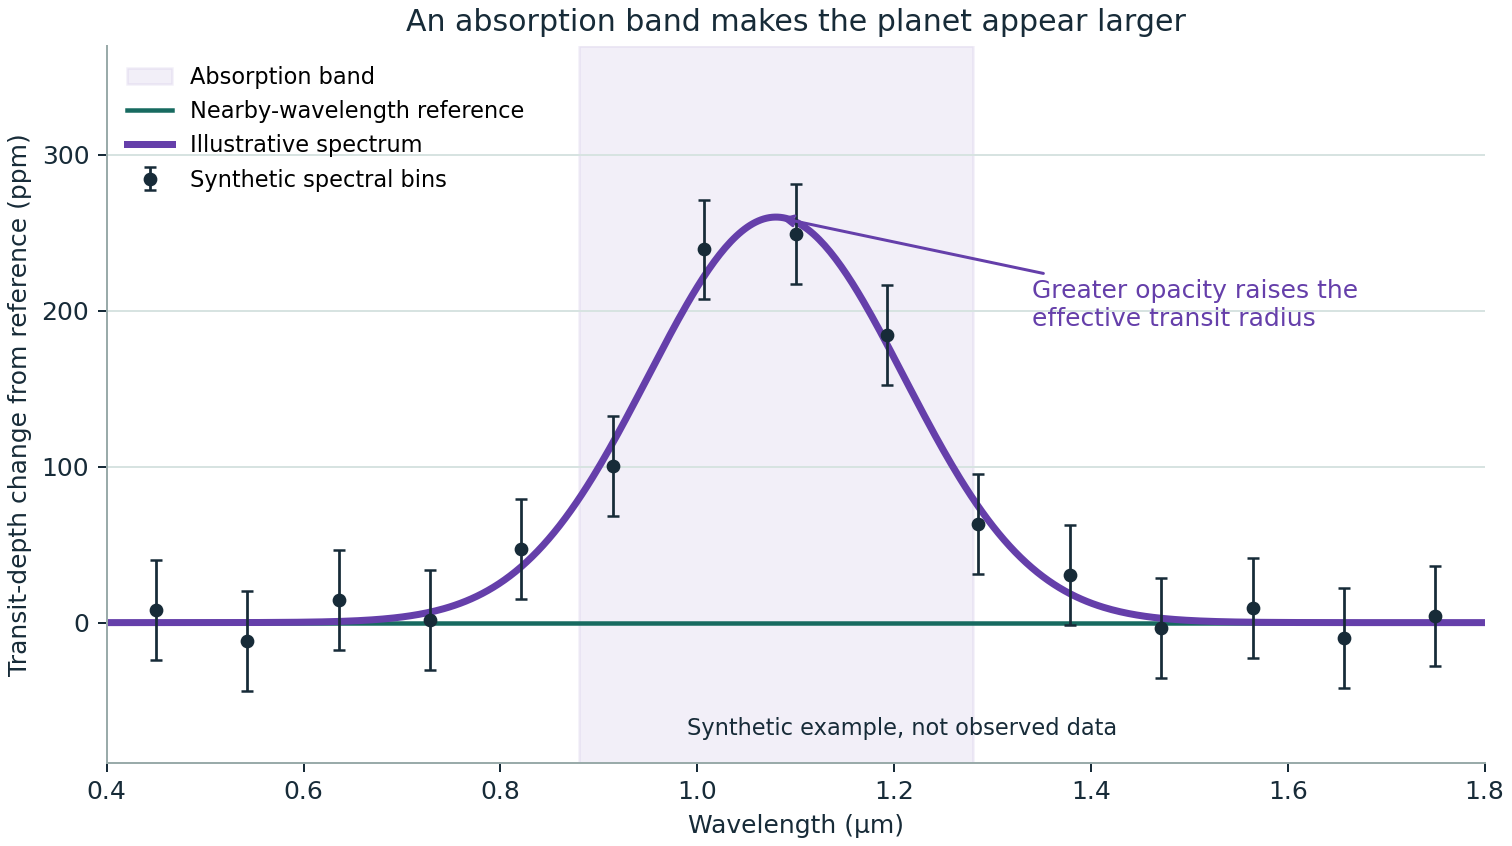 An absorption band makes the planet appear larger
Absorption band
Nearby-wavelength reference
Illustrative spectrum
Synthetic spectral bins
Transit-depth change from reference (ppm)
300
200
100
0
Greater opacity raises the
effective transit radius
Synthetic example, not observed data
0.4 0.6 0.8 1.0 1.2 1.4 1.6 1.8
Wavelength (µm)